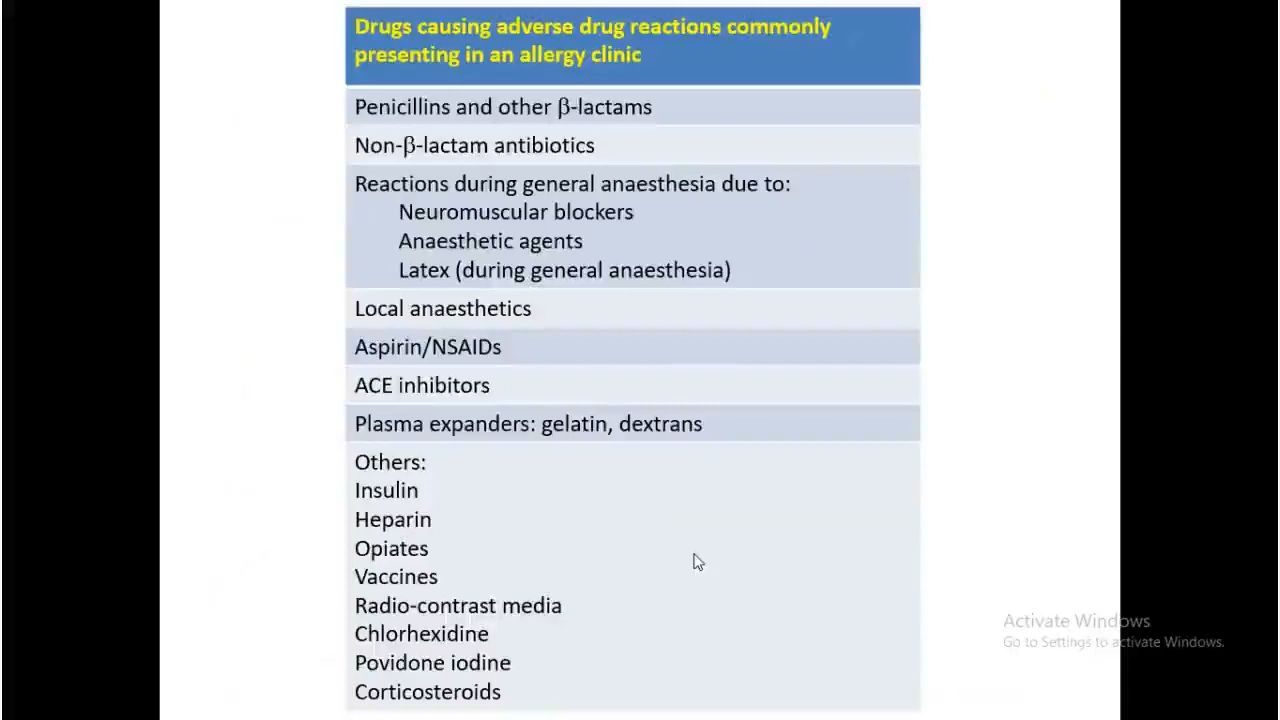 Drugs causing adverse drug reactions commonly
presenting in an allergy clinic
Penicillins and other β-lactams
Non-β-lactam antibiotics
Reactions during general anaesthesia due to:
Neuromuscular blockers
Anaesthetic agents
Latex (during general anaesthesia)
Local anaesthetics
Aspirin/NSAIDs
ACE inhibitors
Plasma expanders: gelatin, dextrans
Others:
Insulin
Heparin
Opiates
Vaccines
Radio-contrast media
Chlorhexidine
Povidone iodine
Corticosteroids
Activate Windows
Go to Settings to activate Windows.